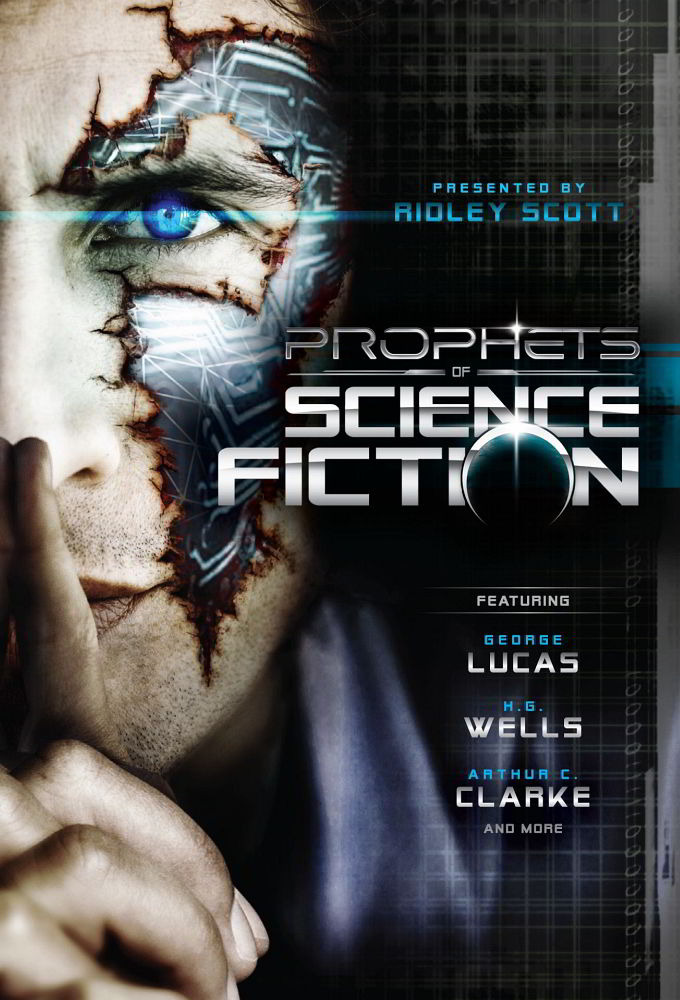 PRESENTED BY
RIDLEY SCOTT
PROPHETS
OF
SCIENCE
FICTION
FEATURING
GEORGE
LUCAS
H.G.
WELLS
ARTHUR C.
CLARKE
AND MORE